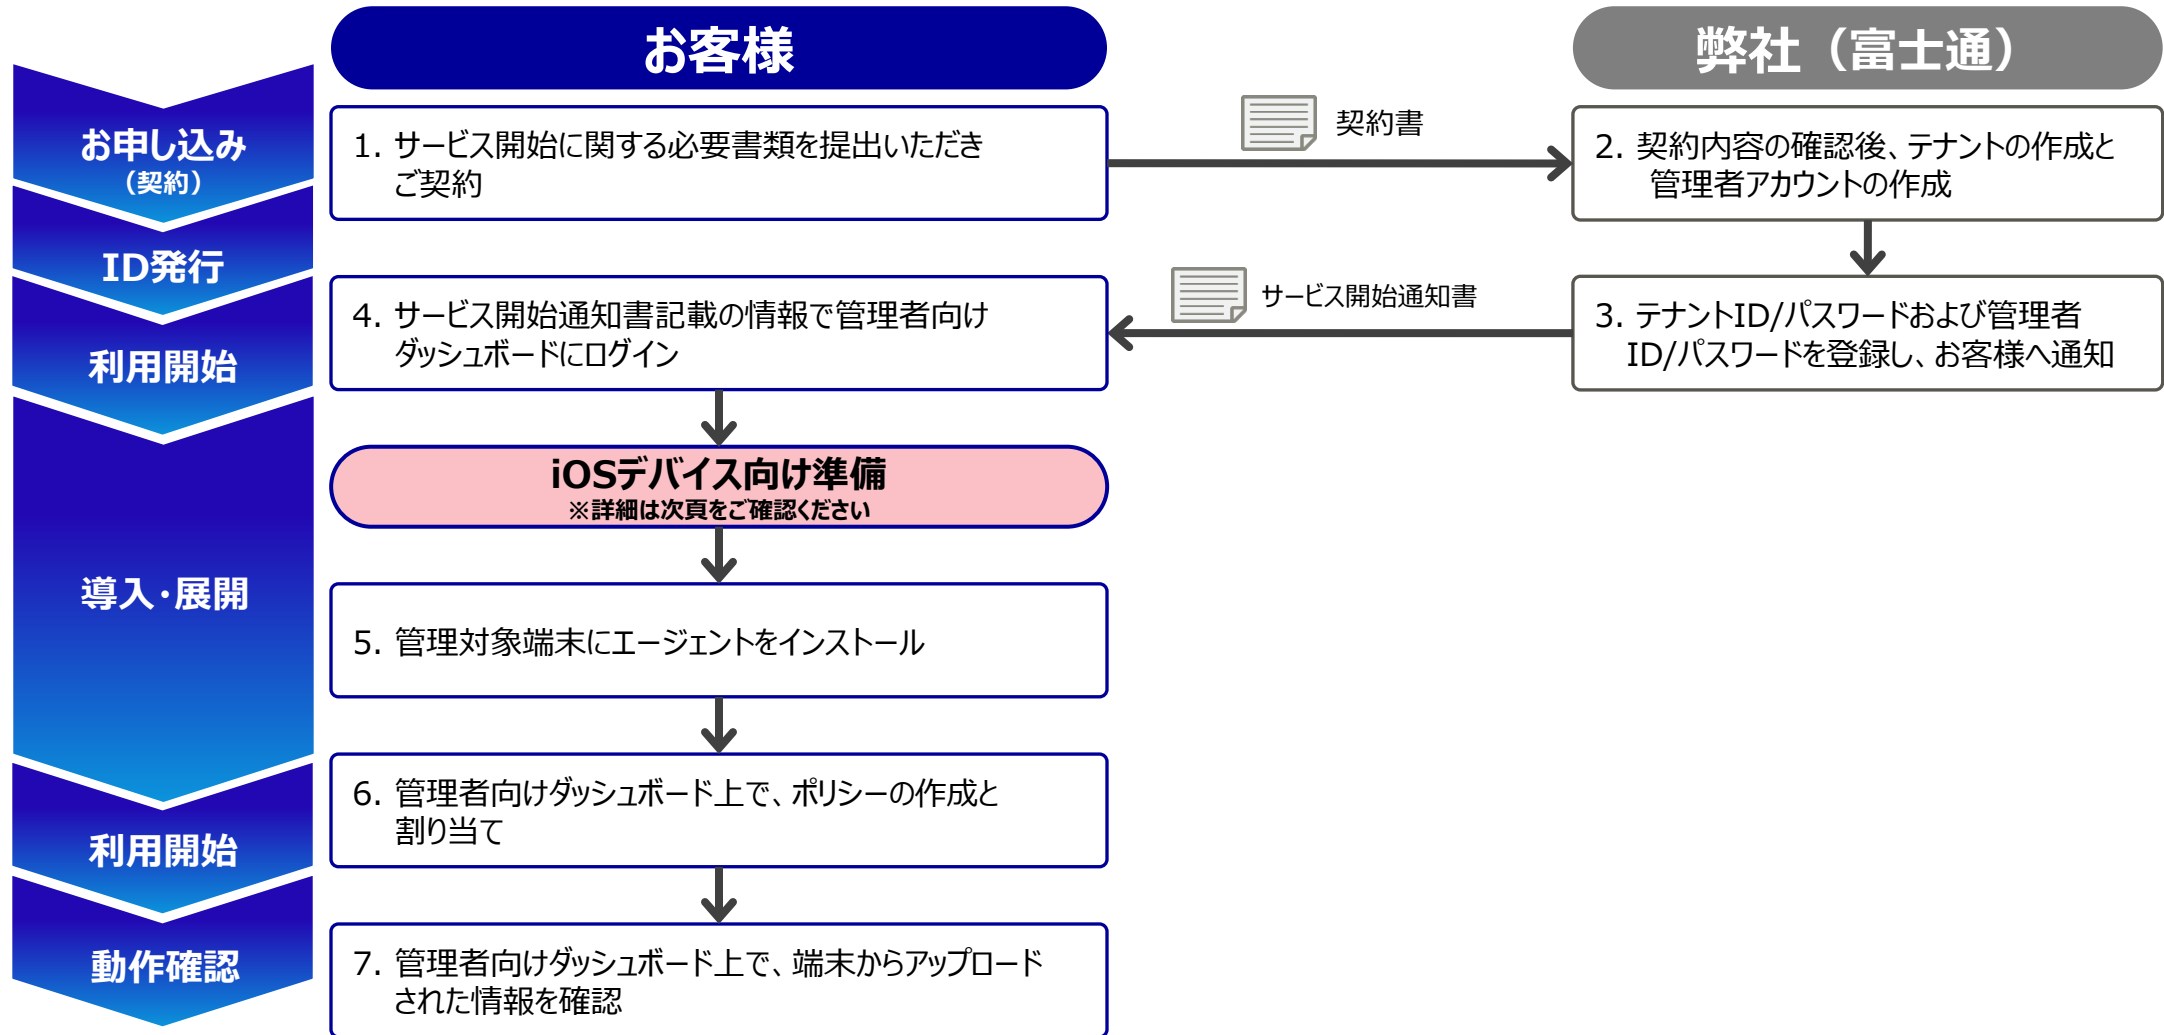 お客様
弊社（富士通）
お申し込み
（契約）
1. サービス開始に関する必要書類を提出いただき
ご契約
契約書
2. 契約内容の確認後、テナントの作成と
管理者アカウントの作成
ID発行
サービス開始通知書
3. テナントID/パスワードおよび管理者
ID/パスワードを登録し、お客様へ通知
利用開始
4. サービス開始通知書記載の情報で管理者向け
ダッシュボードにログイン
iOSデバイス向け準備
※詳細は次頁をご確認ください
導入・展開
5. 管理対象端末にエージェントをインストール
利用開始
6. 管理者向けダッシュボード上で、ポリシーの作成と
割り当て
動作確認
7. 管理者向けダッシュボード上で、端末からアップロード
された情報を確認